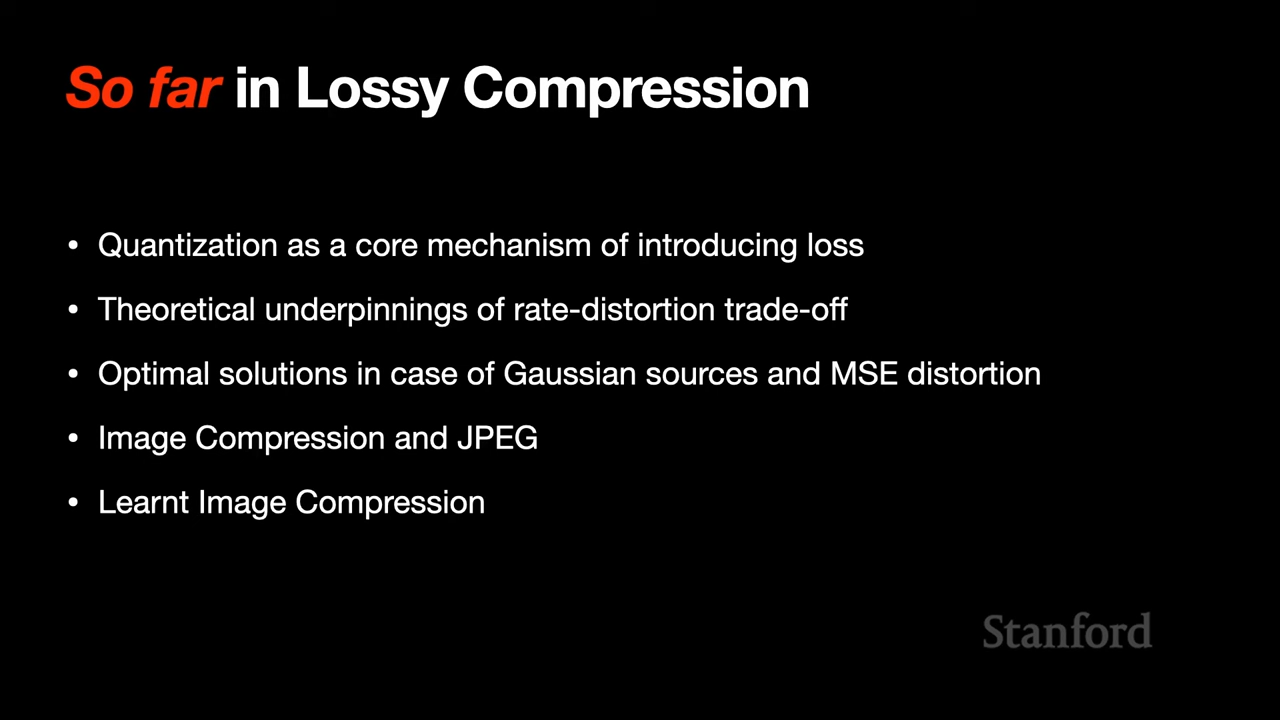 So far in Lossy Compression
• Quantization as a core mechanism of introducing loss
• Theoretical underpinnings of rate-distortion trade-off
• Optimal solutions in case of Gaussian sources and MSE distortion
• Image Compression and JPEG
• Learnt Image Compression
Stanford